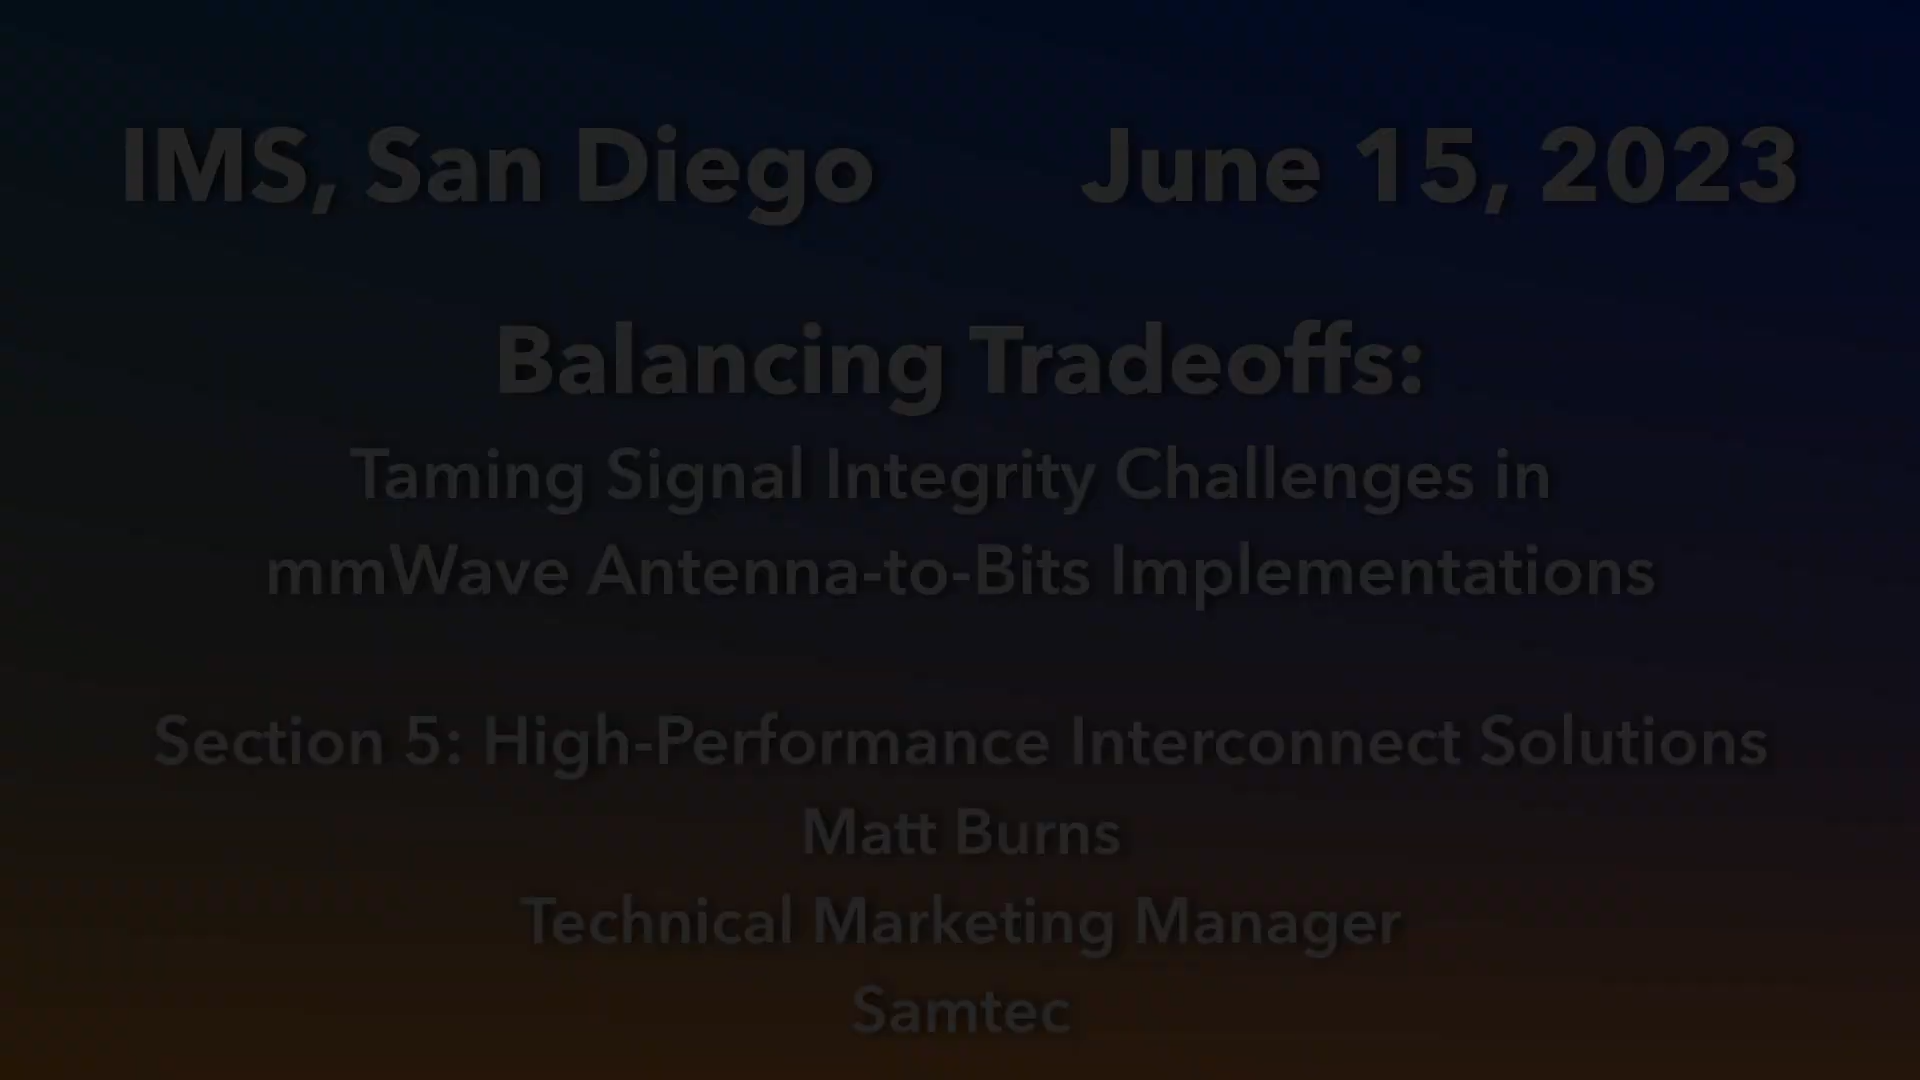 IMS, San Diego June 15, 2023
Balancing Tradeoffs:
Taming Signal Integrity Challenges in
mmWave Antenna-to-Bits Implementations
Section 5: High-Performance Interconnect Solutions
Matt Burns
Technical Marketing Manager
Samtec